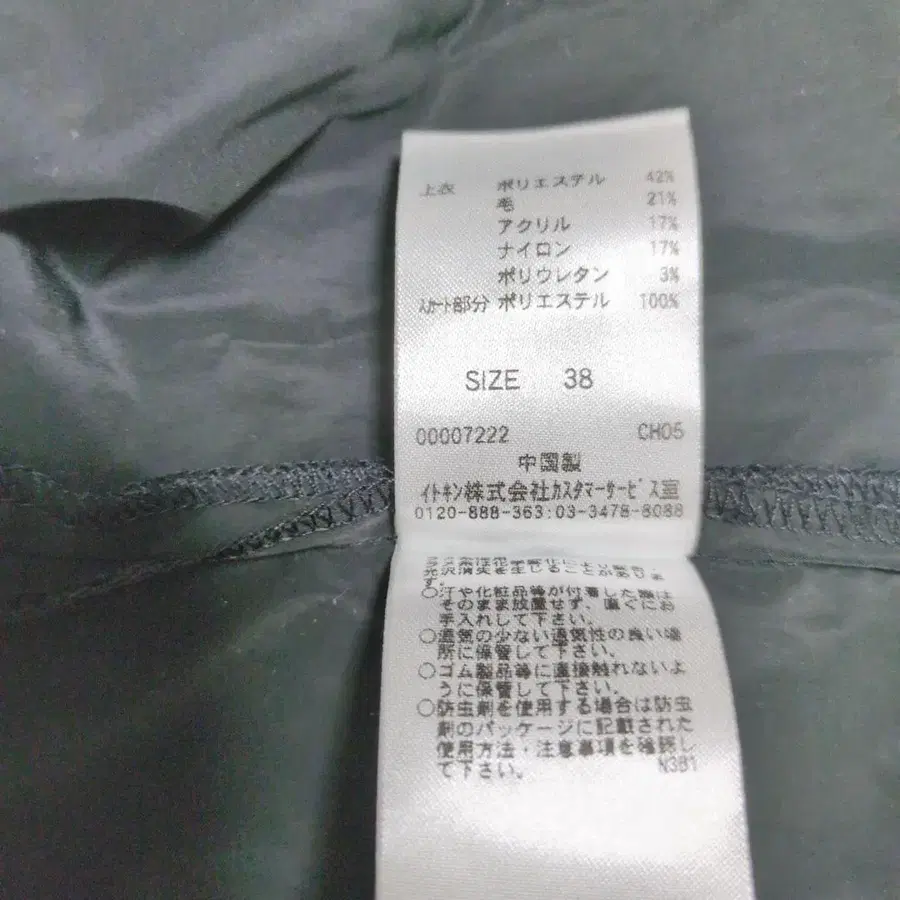 上衣 ポリエステル 42%
毛 21%
アクリル 17%
ナイロン 17%
ポリウレタン 3%
スカート部分 ポリエステル 100%
SIZE 38
00007222 CH05
中国製
イトキン株式会社カスタマーサービス室
0120-888-363:03-3478-8088
す。
○汗や化粧品等が付着した際は
そのまま放置せず、直ぐにお
手入れして下さい。
○湿気の少ない通気性の良い場
所に保管して下さい。
○ゴム製品等に直接触れないよ
うに保管して下さい。
○防虫剤を使用する場合は防虫
剤のパッケージに記載された
使用方法・注意事項を確認し
て下さい。 N3B1